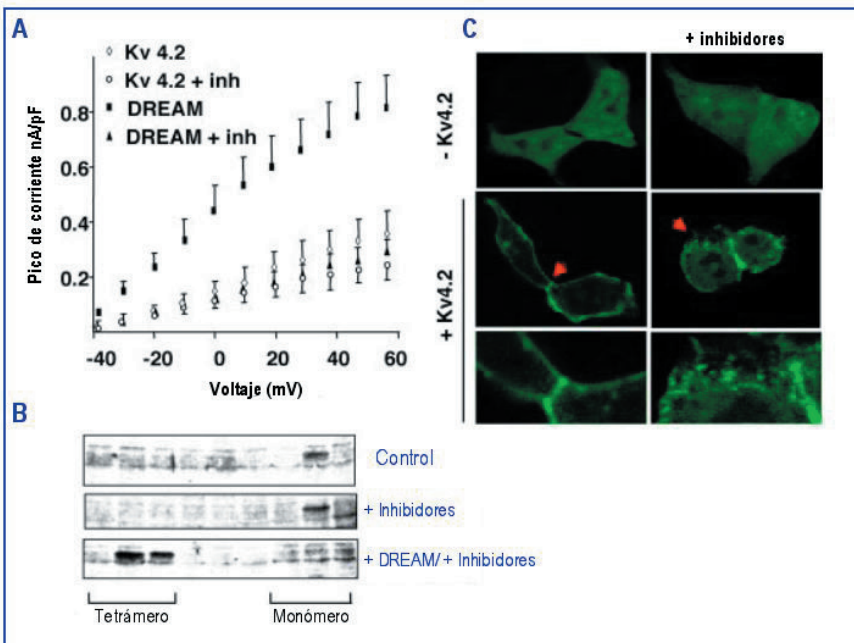 A
Kv 4.2
Kv 4.2 + inh
DREAM
DREAM + inh
Pico de corriente nA/pF
0.8
0.6
0.4
0.2
-40
-20
0
20
40
60
Voltaje (mV)
B
Control
+ Inhibidores
+ DREAM/+ Inhibidores
Tetrámero
Monómero
C
+ inhibidores
- Kv4.2
+ Kv4.2